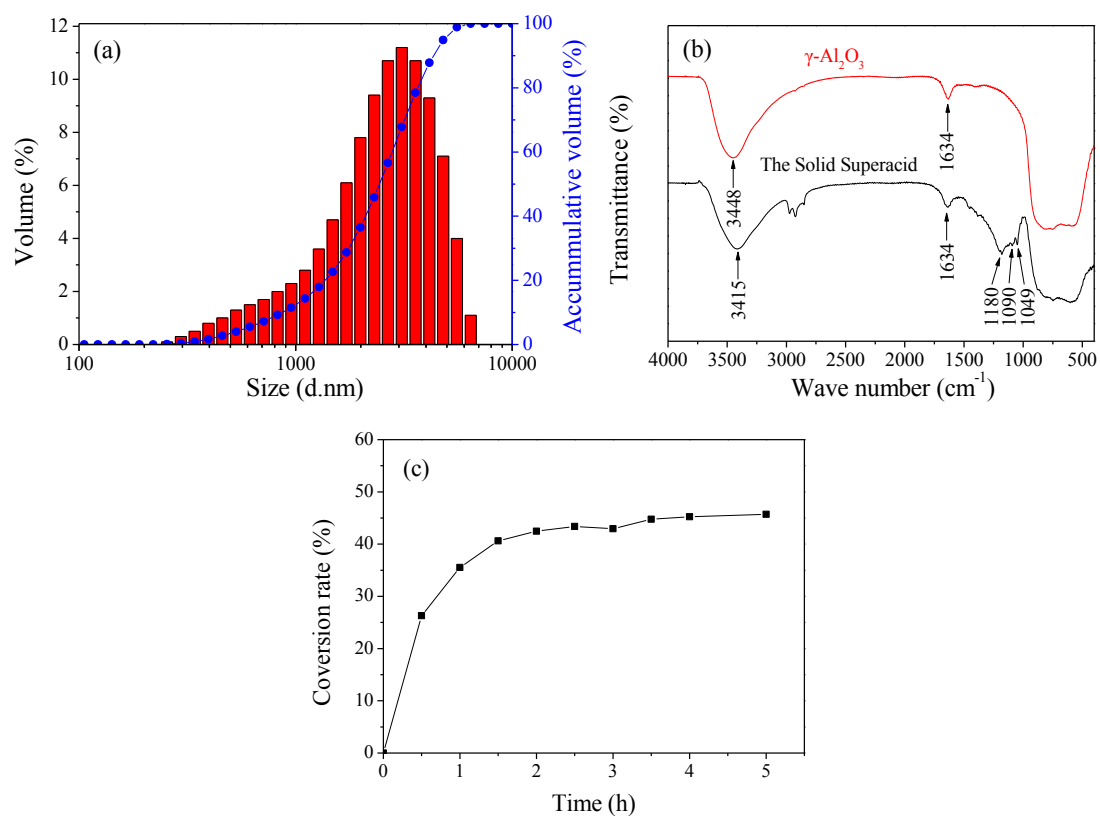 (a)
Volume (%)
12
10
8
6
4
2
0
100
1000
10000
Size (d.nm)
100
80
60
40
20
0
Accummulative volume (%)
(b)
γ-Al₂O₃
The Solid Superacid
3448
1634
3415
1634
1180
1090
1049
Transmittance (%)
4000 3500 3000 2500 2000 1500 1000 500
Wave number (cm⁻¹)
(c)
Coversion rate (%)
60
50
40
30
20
10
0
0 1 2 3 4 5
Time (h)